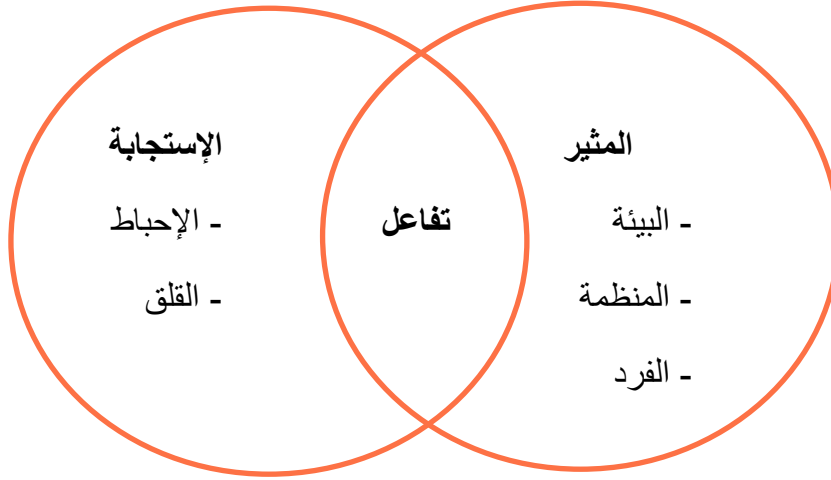 المثير
- البيئة
- المنظمة
- الفرد
تفاعل
الإستجابة
- الإحباط
- القلق